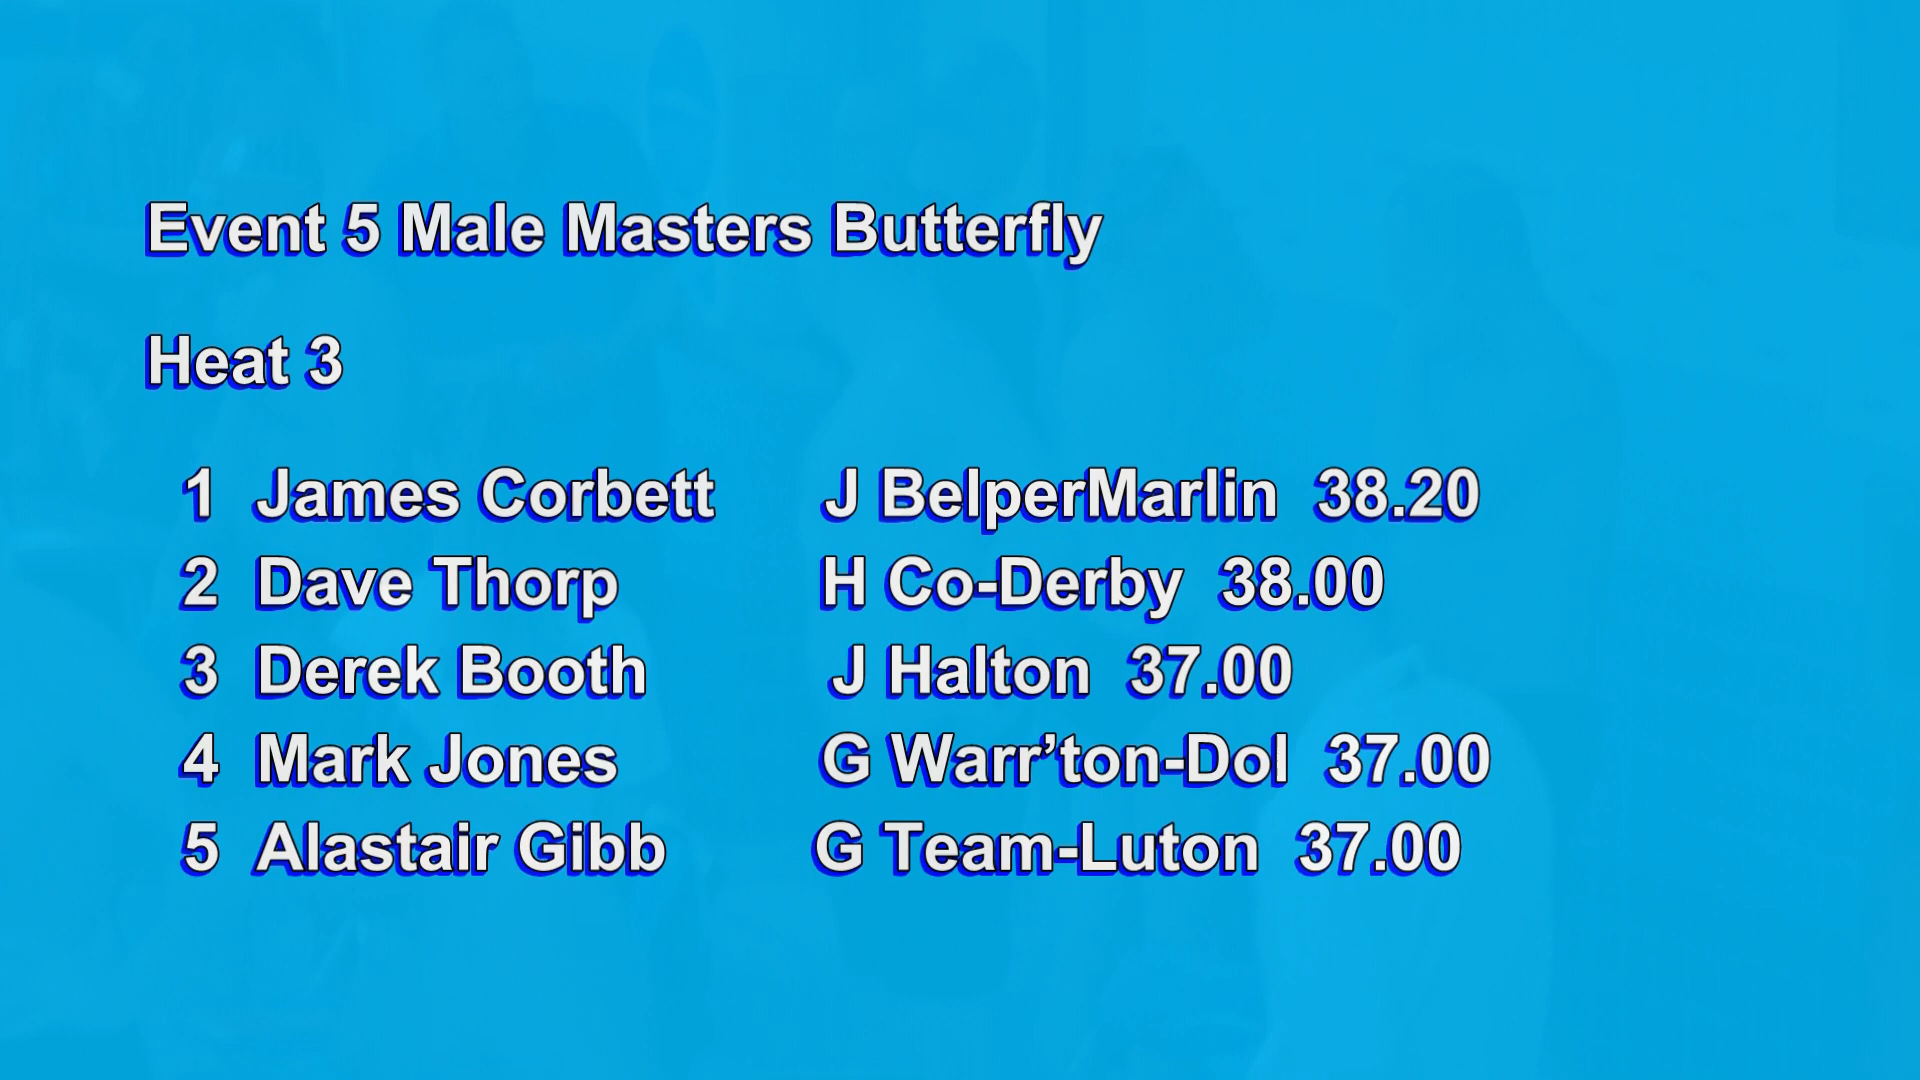 Event 5 Male Masters Butterfly
Heat 3
1 James Corbett J BelperMarlin 38.20
2 Dave Thorp H Co-Derby 38.00
3 Derek Booth J Halton 37.00
4 Mark Jones G Warr’ton-Dol 37.00
5 Alastair Gibb G Team-Luton 37.00